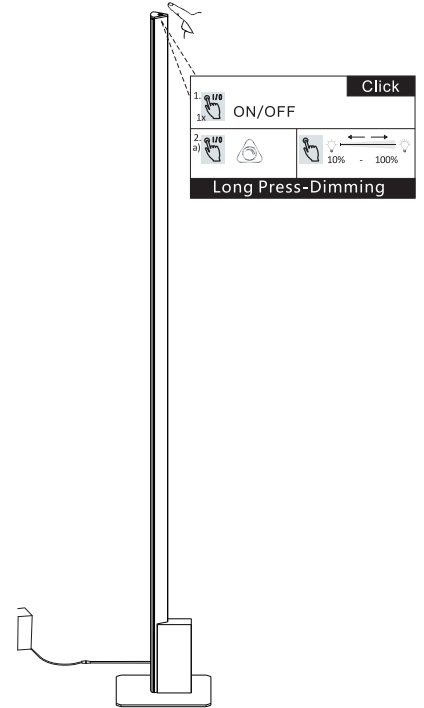 Click
1. I/0
1x ON/OFF
2. I/0
a)
10% - 100%
Long Press-Dimming